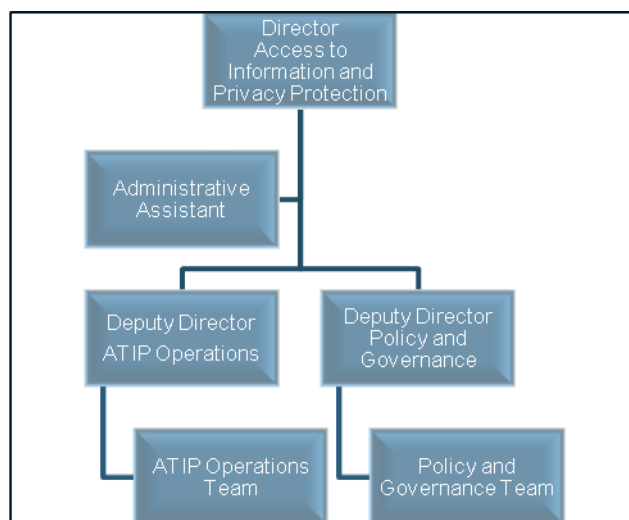 Director
Access to
Information and
Privacy Protection
Administrative
Assistant
Deputy Director
ATIP Operations
Deputy Director
Policy and
Governance
ATIP Operations
Team
Policy and
Governance Team